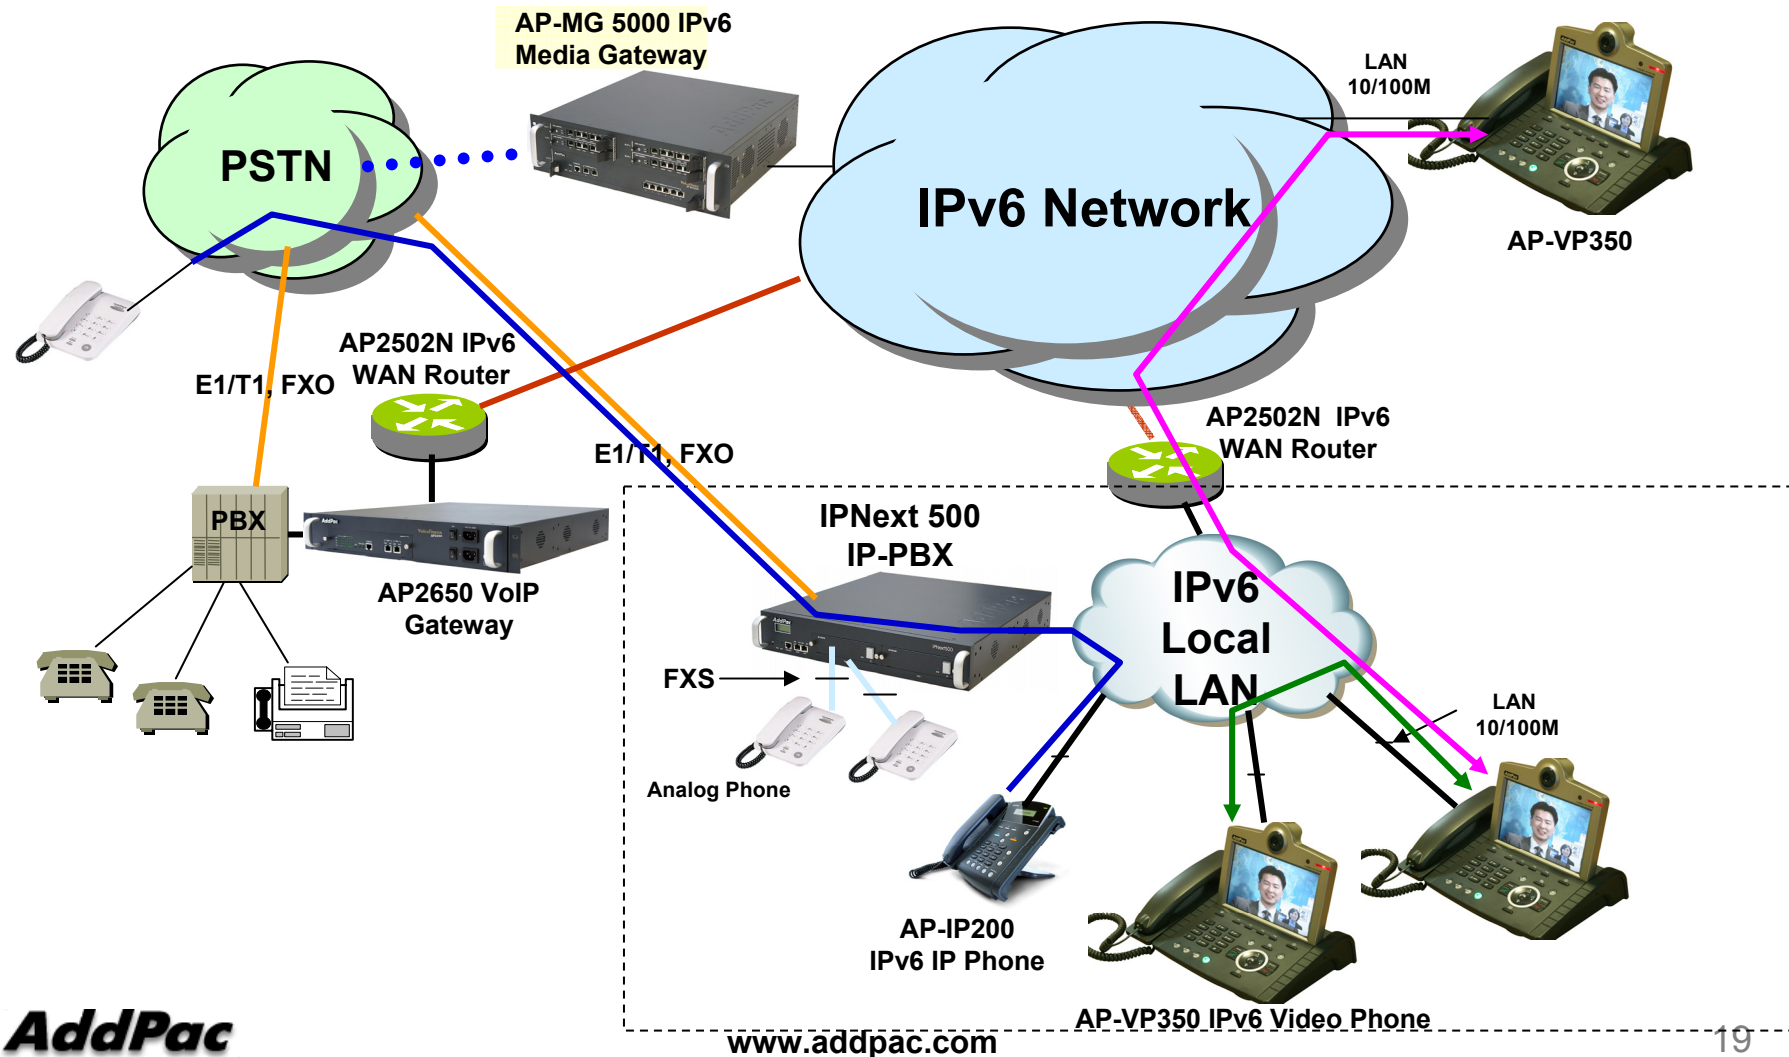 AP-MG 5000 IPv6
Media Gateway
LAN
10/100M
PSTN
IPv6 Network
AP-VP350
AP2502N IPv6
WAN Router
E1/T1, FXO
AP2502N IPv6
WAN Router
E1/T1, FXO
PBX
AddPac
IPNext 500
IP-PBX
AP2650 VoIP
Gateway
IPv6
Local
LAN
AddPac
FXS
LAN
10/100M
Analog Phone
AP-IP200
IPv6 IP Phone
AP-VP350 IPv6 Video Phone
AddPac
www.addpac.com
19